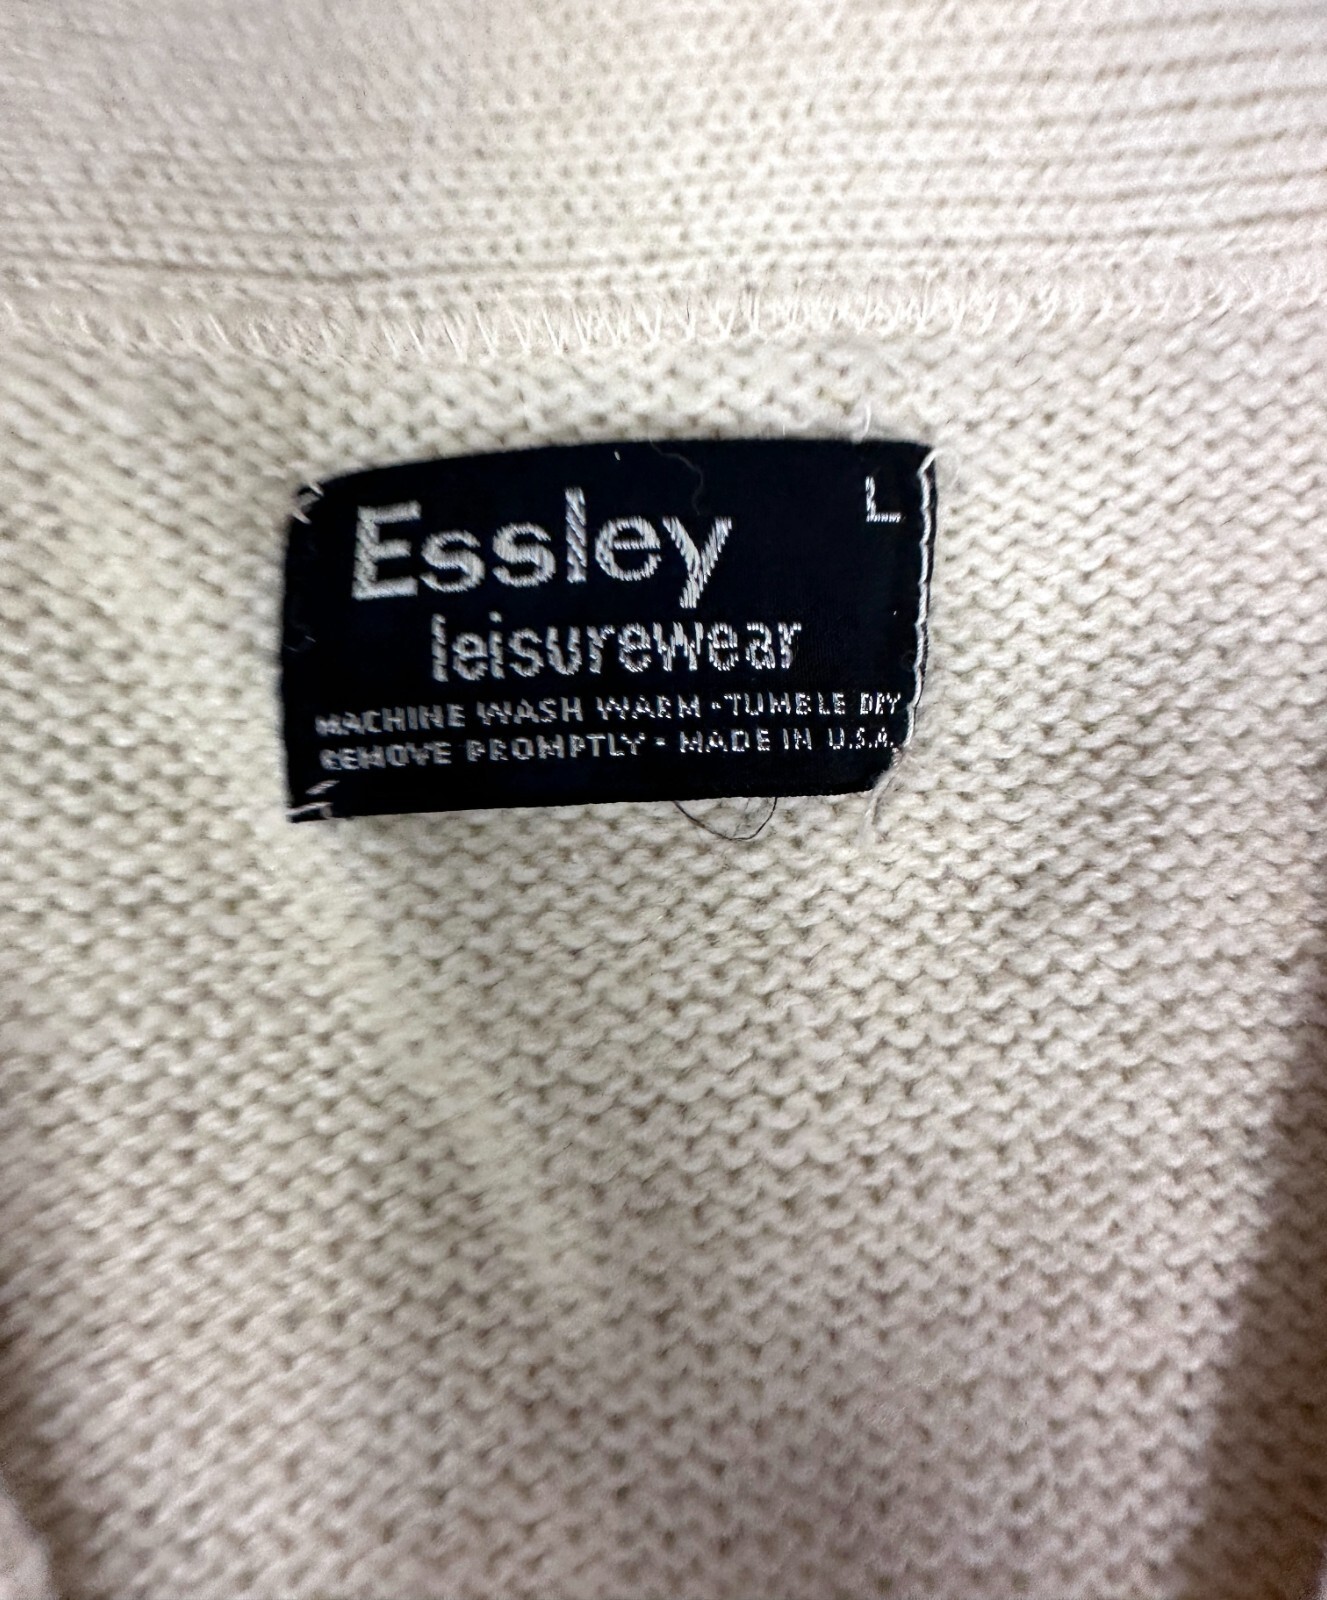 Essley
L
leisurewear
MACHINE WASH WARM - TUMBLE DRY
REMOVE PROMPTLY - MADE IN U.S.A.